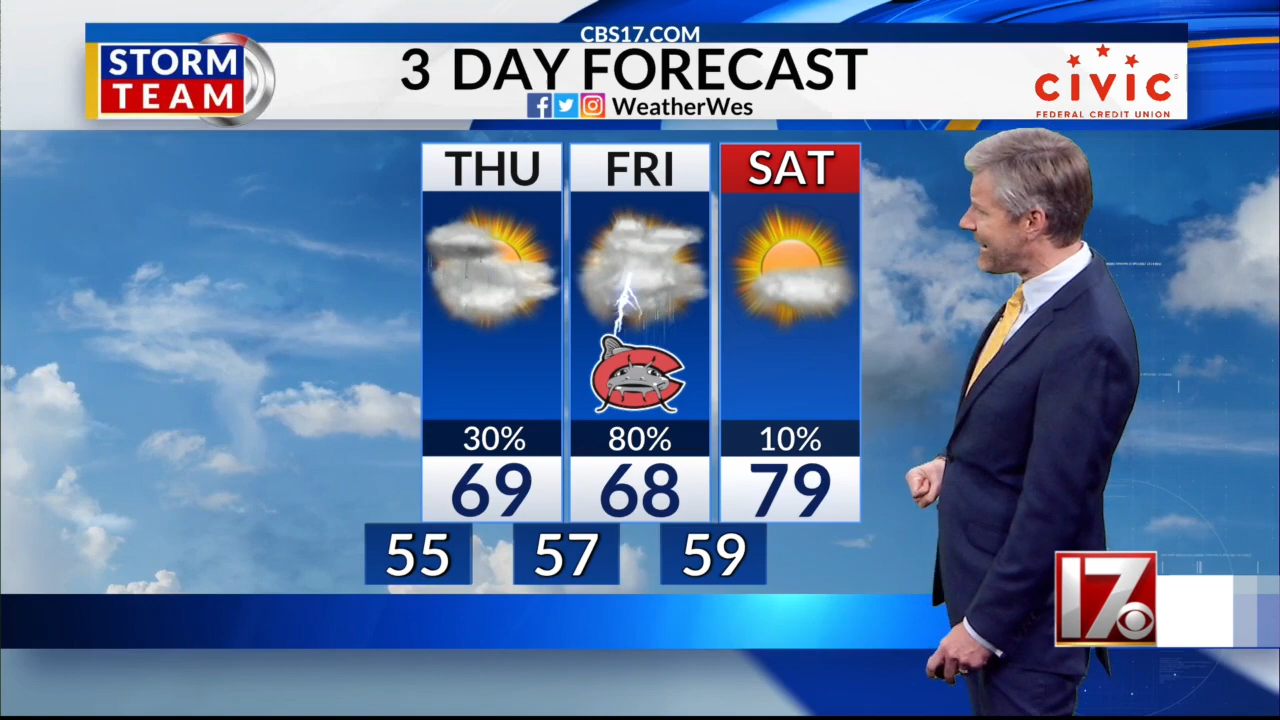 CBS17.COM
STORM
TEAM
3 DAY FORECAST
WeatherWes
CIVIC
FEDERAL CREDIT UNION
THU
FRI
SAT
C
30%
80%
10%
69
68
79
55
57
59
17